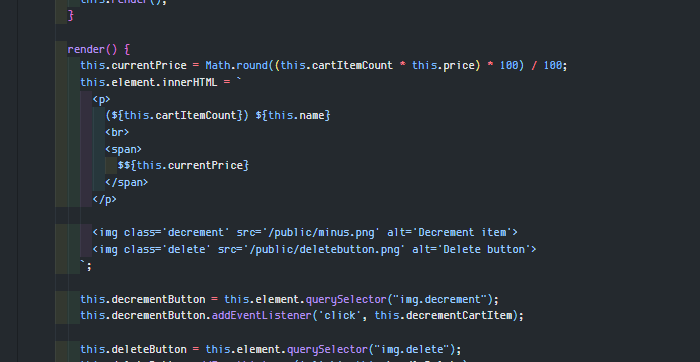 this.render();
}
render() {
this.currentPrice = Math.round((this.cartItemCount * this.price) * 100) / 100;
this.element.innerHTML = `
<p>
(${this.cartItemCount}) ${this.name}
<br>
<span>
$${this.currentPrice}
</span>
</p>
<img class='decrement' src='/public/minus.png' alt='Decrement item'>
<img class='delete' src='/public/deletebutton.png' alt='Delete button'>
`;
this.decrementButton = this.element.querySelector("img.decrement");
this.decrementButton.addEventListener('click', this.decrementCartItem);
this.deleteButton = this.element.querySelector("img.delete");